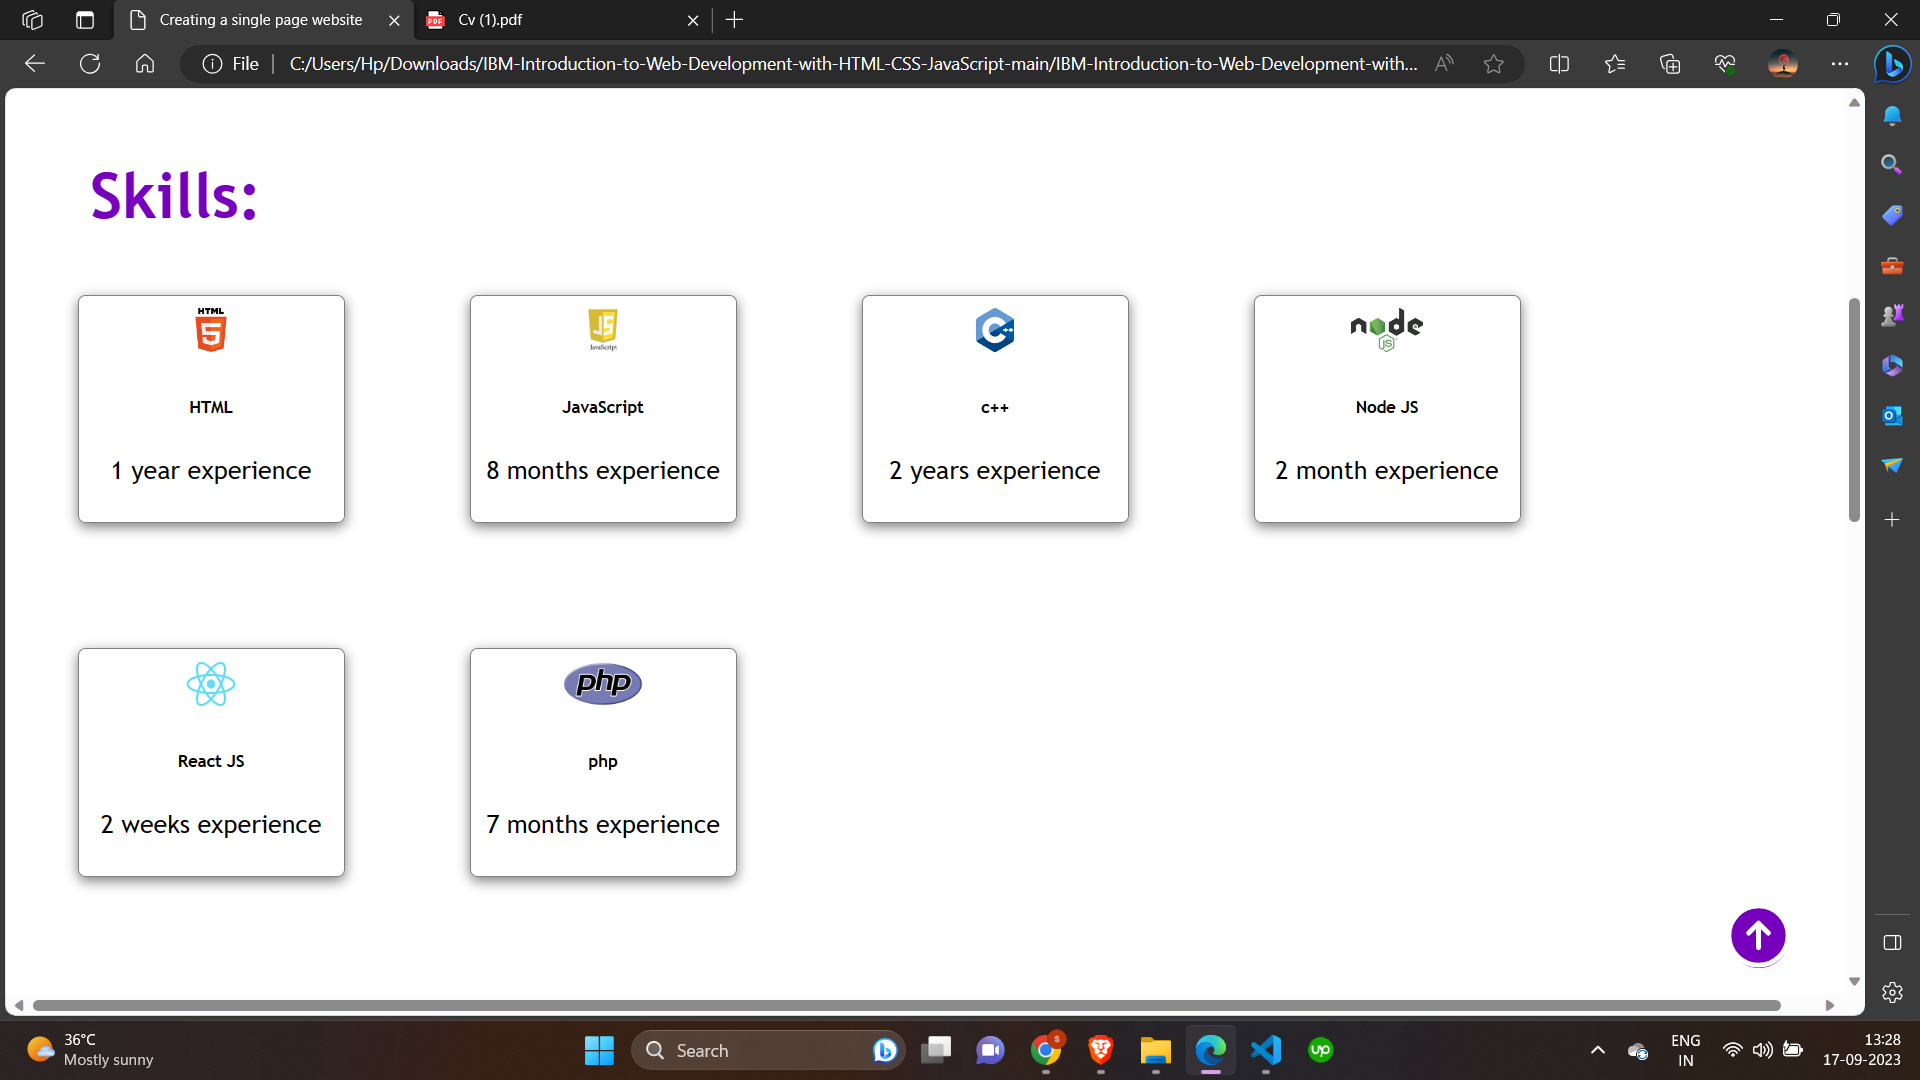 Creating a single page website
Cv (1).pdf
File
C:/Users/Hp/Downloads/IBM-Introduction-to-Web-Development-with-HTML-CSS-JavaScript-main/IBM-Introduction-to-Web-Development-with...
Skills:
HTML
5
HTML
1 year experience
JS
JavaScript
JavaScript
8 months experience
C++
c++
2 years experience
node
JS
Node JS
2 month experience
React JS
2 weeks experience
php
php
7 months experience
36°C
Mostly sunny
Search
S
up
ENG
IN
13:28
17-09-2023